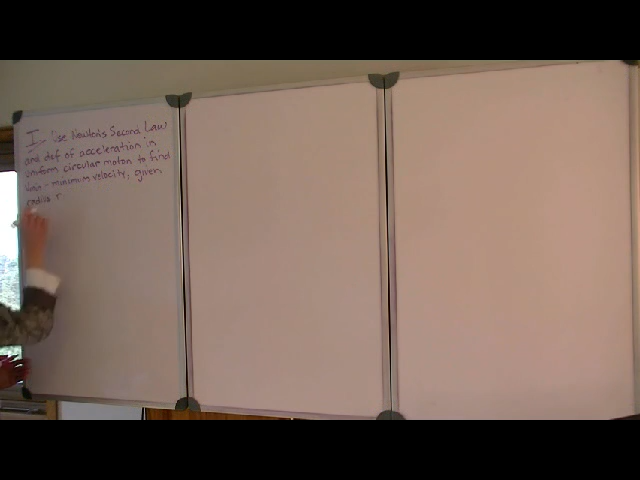 I Use Newton's Second Law
and def of acceleration in
uniform circular motion to find
vmin - minimum velocity, given
radius r